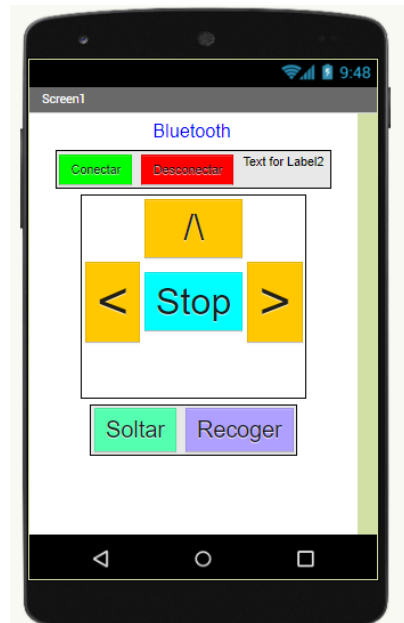 9:48
Screen1
Bluetooth
Conectar Desconectar Text for Label2
/\
< Stop >
Soltar Recoger